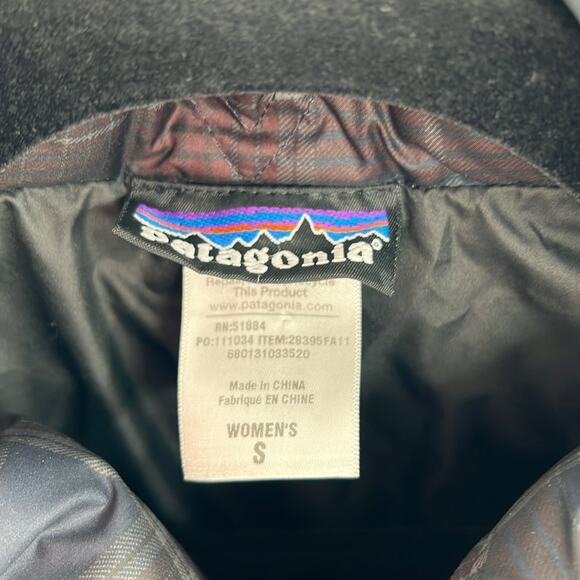 patagonia®
This Product
www.patagonia.com
RN:51884
PO:111034 ITEM:28395FA11
680131033520
Made in CHINA
Fabriqué EN CHINE
WOMEN'S
S